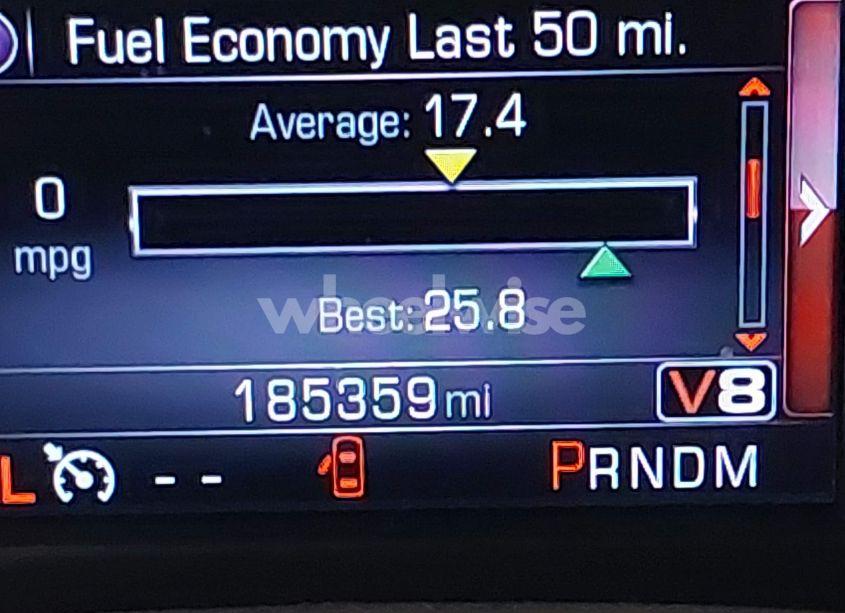 Fuel Economy Last 50 mi.
Average: 17.4
0
mpg
Best: 25.8
wheelwise
185359 mi
V8
L -- PRNDM